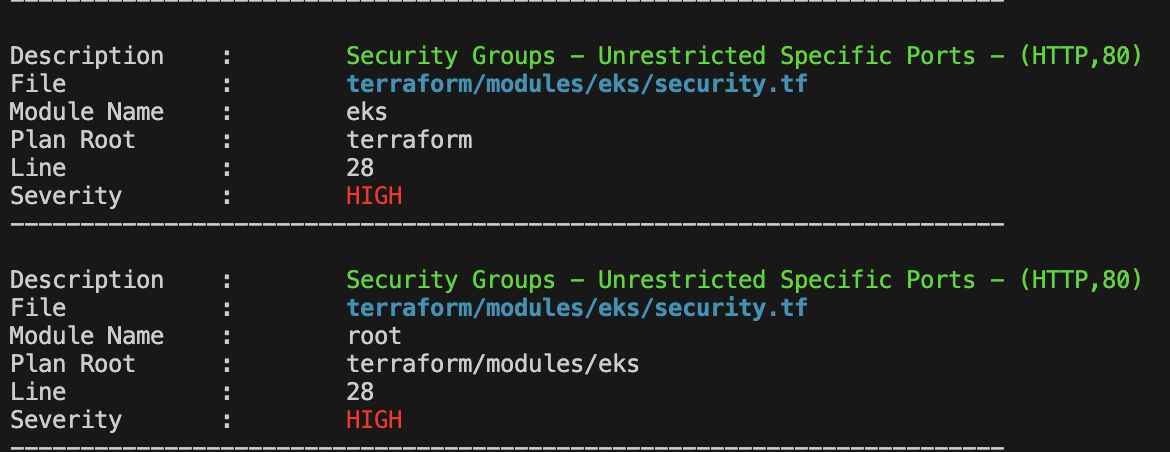 Description : Security Groups – Unrestricted Specific Ports – (HTTP,80)
File : terraform/modules/eks/security.tf
Module Name : eks
Plan Root : terraform
Line : 28
Severity : HIGH
-----------------------------------------------------------------------
Description : Security Groups – Unrestricted Specific Ports – (HTTP,80)
File : terraform/modules/eks/security.tf
Module Name : root
Plan Root : terraform/modules/eks
Line : 28
Severity : HIGH
-----------------------------------------------------------------------